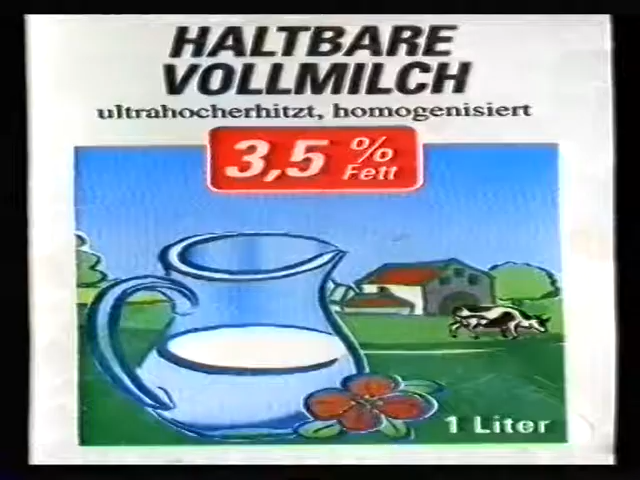 HALTBARE
VOLLMILCH
ultrahocherhitzt, homogenisiert
3,5 %
Fett
1 Liter